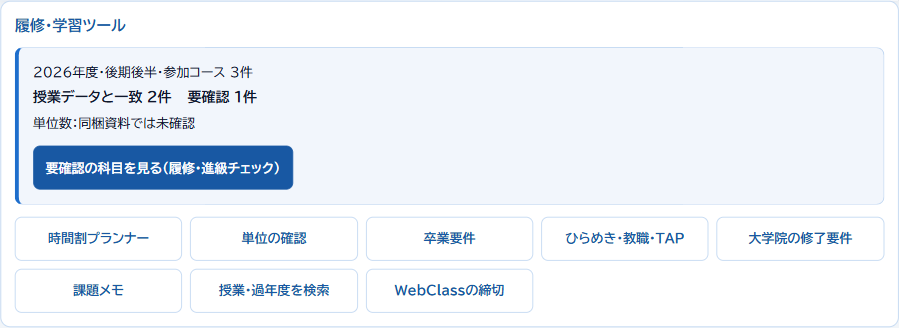 履修・学習ツール
2026年度・後期後半・参加コース 3件
授業データと一致 2件　要確認 1件
単位数：同梱資料では未確認
要確認の科目を見る（履修・進級チェック）
時間割プランナー
単位の確認
卒業要件
ひらめき・教職・TAP
大学院の修了要件
課題メモ
授業・過年度を検索
WebClassの締切